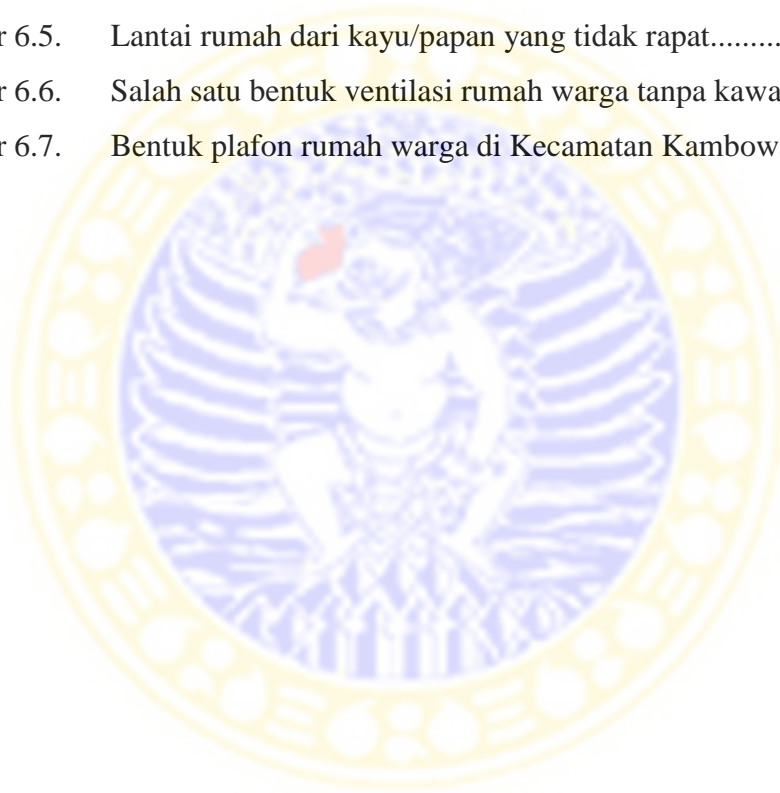 r 6.5. Lantai rumah dari kayu/papan yang tidak rapat.........
r 6.6. Salah satu bentuk ventilasi rumah warga tanpa kawa
r 6.7. Bentuk plafon rumah warga di Kecamatan Kambow